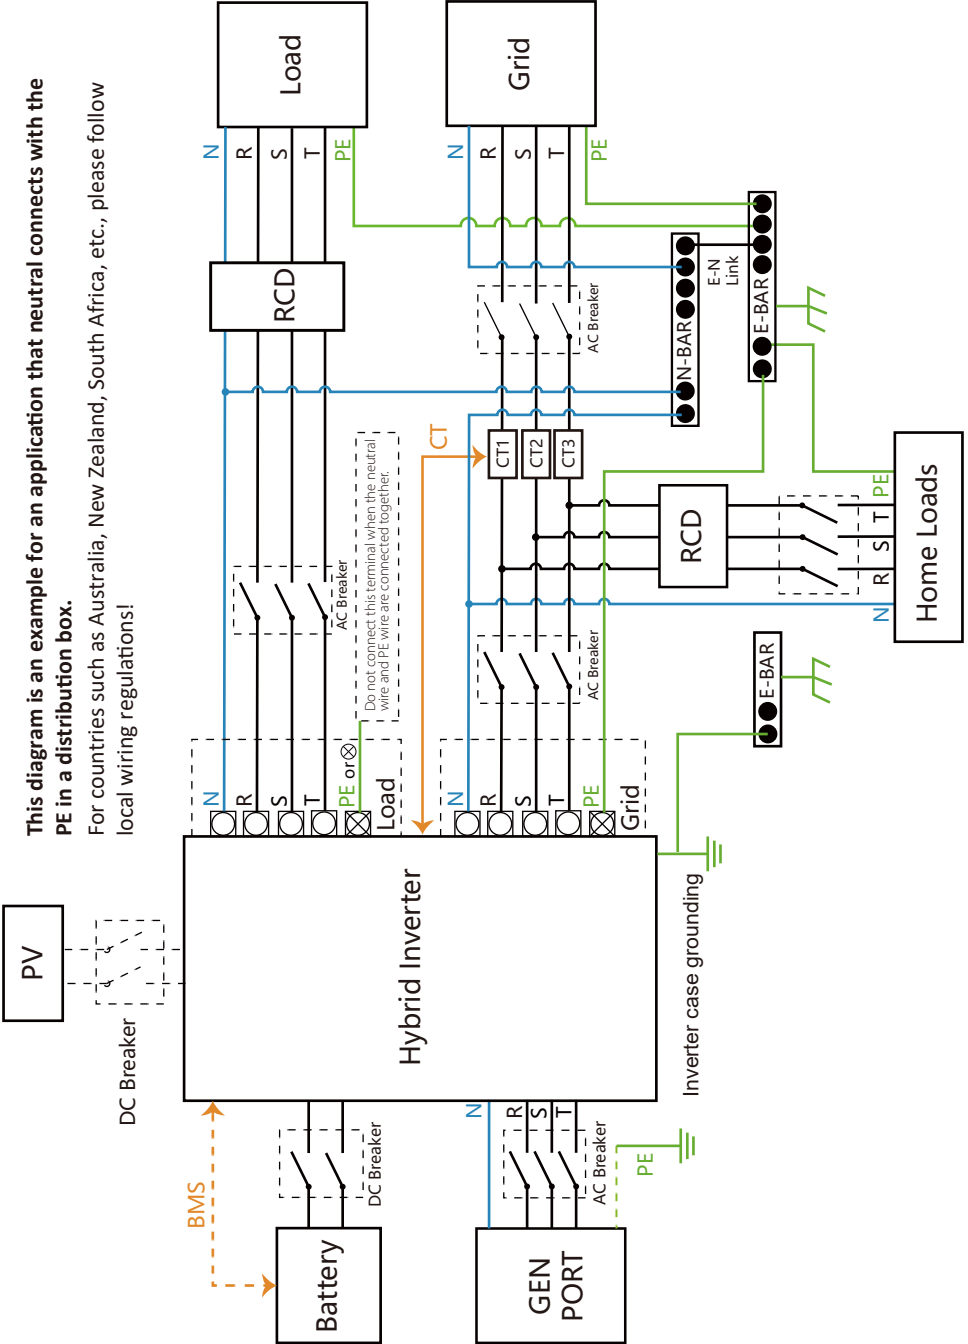 This diagram is an example for an application that neutral connects with the
PE in a distribution box.
For countries such as Australia, New Zealand, South Africa, etc., please follow
local wiring regulations!
PV
DC Breaker
BMS
Battery
DC Breaker
Hybrid Inverter
N
R
S
T
PE or
Load
AC Breaker
Do not connect this terminal when the neutral
wire and PE wire are connected together.
RCD
N
R
S
T
PE
Load
CT
N
R
S
T
PE
Grid
AC Breaker
CT1
CT2
CT3
AC Breaker
N
R
S
T
PE
Grid
N-BAR
E-N
Link
E-BAR
RCD
N
R
S
T
PE
Home Loads
E-BAR
Inverter case grounding
N
R
S
T
AC Breaker
PE
GEN
PORT